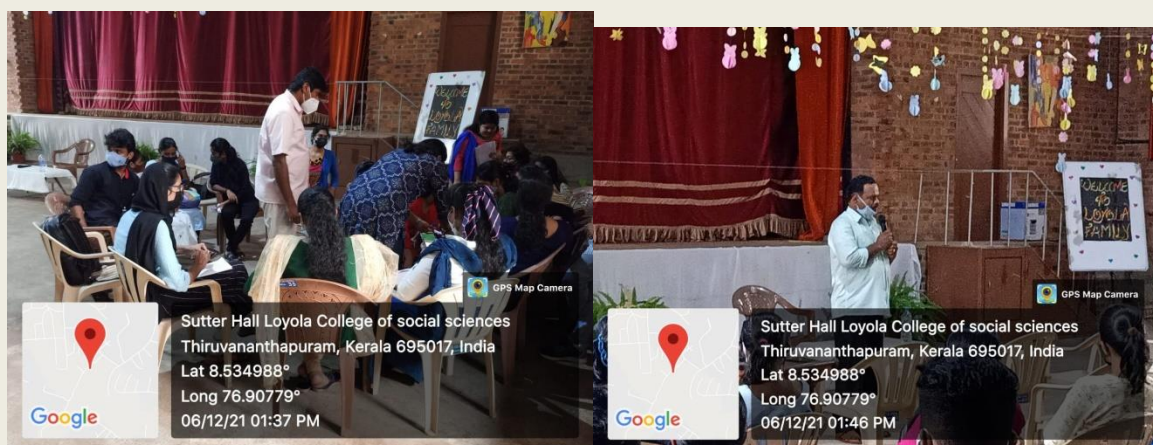 WELCOME
To
LOYOLA
FAMILY
GPS Map Camera
Sutter Hall Loyola College of social sciences
Thiruvananthapuram, Kerala 695017, India
Lat 8.534988°
Long 76.90779°
06/12/21 01:37 PM
Google
WELCOME
To
LOYOLA
FAMILY
GPS Map Camera
Sutter Hall Loyola College of social sciences
Thiruvananthapuram, Kerala 695017, India
Lat 8.534988°
Long 76.90779°
06/12/21 01:46 PM
Google